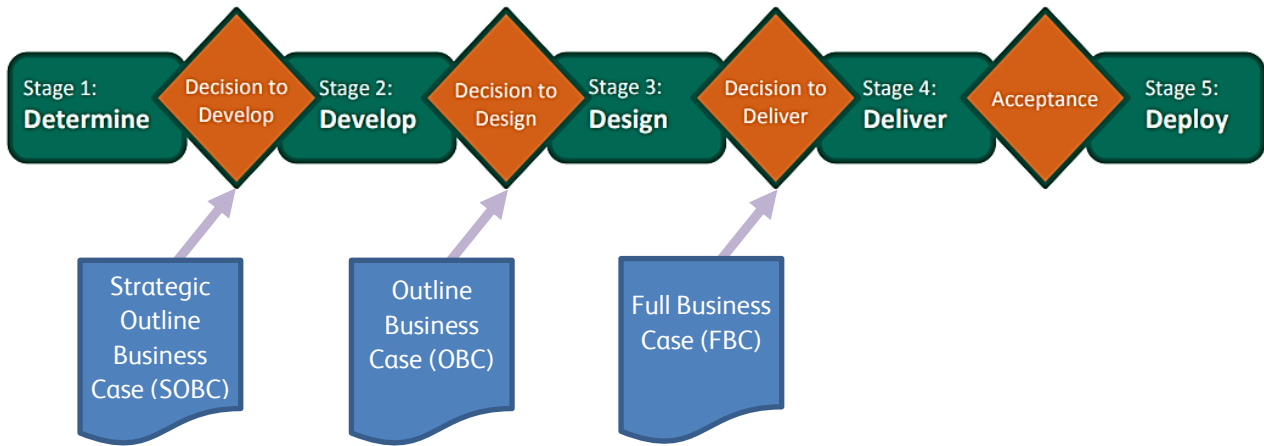 Stage 1:
Determine
Decision to
Develop
Stage 2:
Develop
Decision to
Design
Stage 3:
Design
Decision to
Deliver
Stage 4:
Deliver
Acceptance
Stage 5:
Deploy
Strategic
Outline
Business
Case (SOBC)
Outline
Business
Case (OBC)
Full Business
Case (FBC)